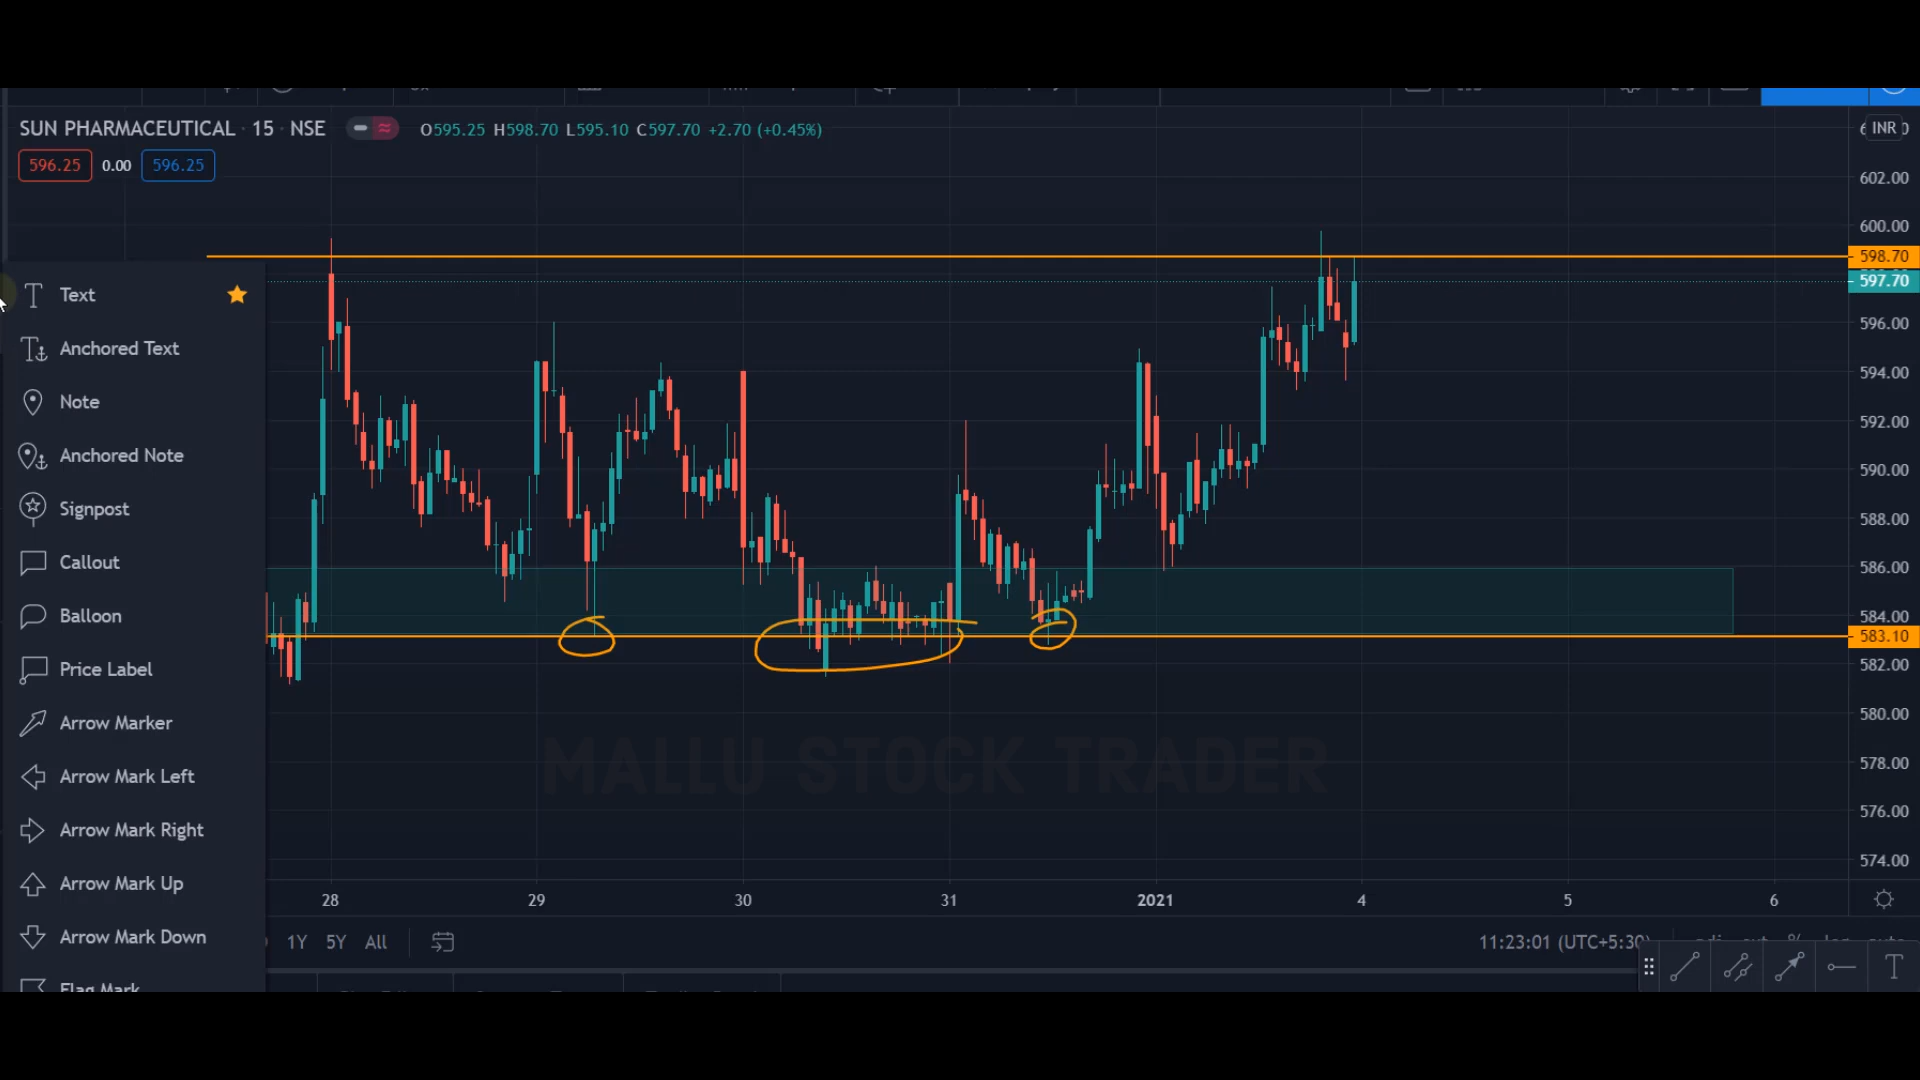 SUN PHARMACEUTICAL · 15 · NSE O595.25 H598.70 L595.10 C597.70 +2.70 (+0.45%)
INR
596.25 0.00 596.25
602.00
600.00
598.70
597.70
596.00
594.00
592.00
590.00
588.00
586.00
584.00
583.10
582.00
580.00
578.00
576.00
574.00
Text
Anchored Text
Note
Anchored Note
Signpost
Callout
Balloon
Price Label
Arrow Marker
Arrow Mark Left
Arrow Mark Right
Arrow Mark Up
Arrow Mark Down
Flag Mark
MALLU STOCK TRADER
28 29 30 31 2021 4 5 6
1Y 5Y All 11:23:01 (UTC+5:30)